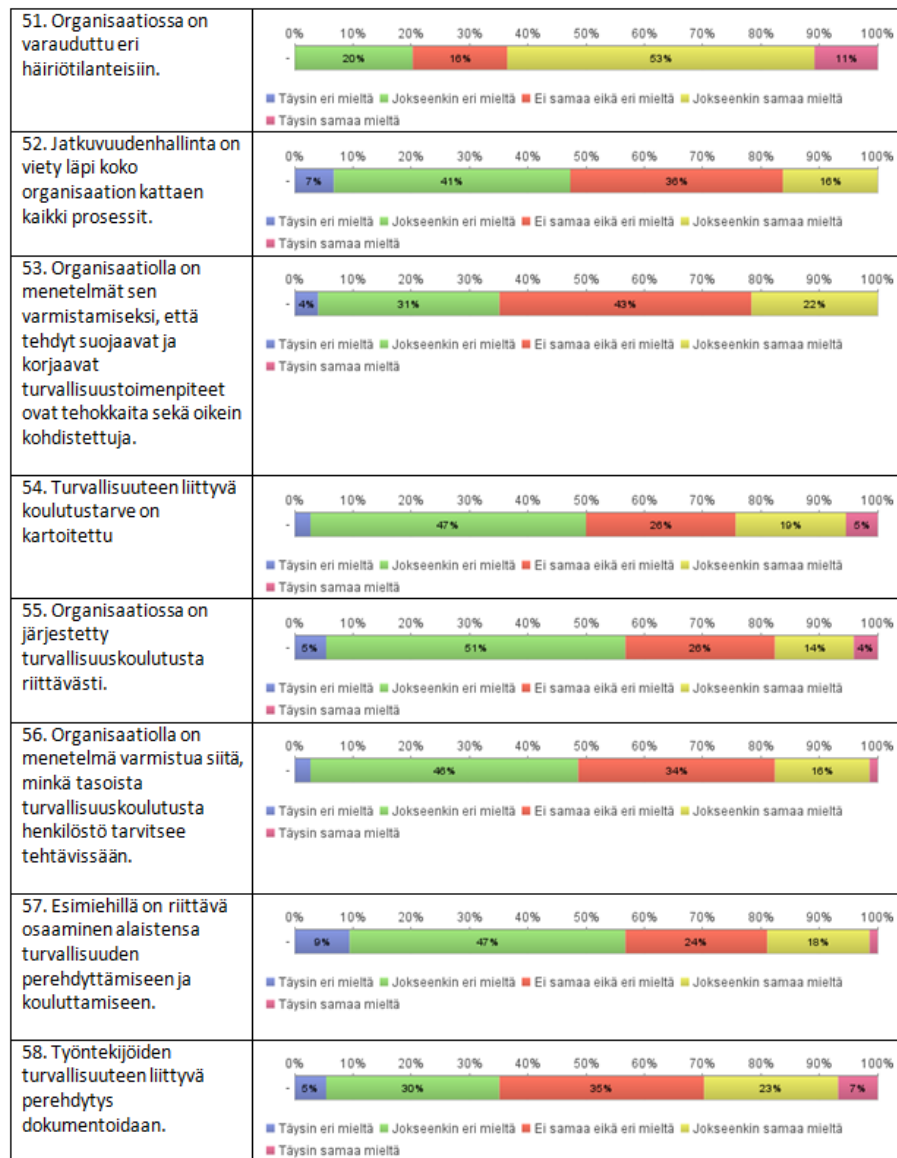 51. Organisaatiossa on
varauduttu eri
häiriötilanteisiin.
0% 10% 20% 30% 40% 50% 60% 70% 80% 90% 100%
- 20% 16% 53% 11%
Täysin eri mieltä Jokseenkin eri mieltä Ei samaa eikä eri mieltä Jokseenkin samaa mieltä
Täysin samaa mieltä
52. Jatkuvuudenhallinta on
viety läpi koko
organisaation kattaen
kaikki prosessit.
0% 10% 20% 30% 40% 50% 60% 70% 80% 90% 100%
- 7% 41% 36% 16%
Täysin eri mieltä Jokseenkin eri mieltä Ei samaa eikä eri mieltä Jokseenkin samaa mieltä
Täysin samaa mieltä
53. Organisaatiolla on
menetelmät sen
varmistamiseksi, että
tehdyt suojaavat ja
korjaavat
turvallisuustoimenpiteet
ovat tehokkaita sekä oikein
kohdistettuja.
0% 10% 20% 30% 40% 50% 60% 70% 80% 90% 100%
- 4% 31% 43% 22%
Täysin eri mieltä Jokseenkin eri mieltä Ei samaa eikä eri mieltä Jokseenkin samaa mieltä
Täysin samaa mieltä
54. Turvallisuuteen liittyvä
koulutustarve on
kartoitettu
0% 10% 20% 30% 40% 50% 60% 70% 80% 90% 100%
- 47% 26% 19% 5%
Täysin eri mieltä Jokseenkin eri mieltä Ei samaa eikä eri mieltä Jokseenkin samaa mieltä
Täysin samaa mieltä
55. Organisaatiossa on
järjestetty
turvallisuuskoulutusta
riittävästi.
0% 10% 20% 30% 40% 50% 60% 70% 80% 90% 100%
- 5% 51% 26% 14% 4%
Täysin eri mieltä Jokseenkin eri mieltä Ei samaa eikä eri mieltä Jokseenkin samaa mieltä
Täysin samaa mieltä
56. Organisaatiolla on
menetelmä varmistua siitä,
minkä tasoista
turvallisuuskoulutusta
henkilöstö tarvitsee
tehtävissään.
0% 10% 20% 30% 40% 50% 60% 70% 80% 90% 100%
- 46% 34% 16%
Täysin eri mieltä Jokseenkin eri mieltä Ei samaa eikä eri mieltä Jokseenkin samaa mieltä
Täysin samaa mieltä
57. Esimiehillä on riittävä
osaaminen alaistensa
turvallisuuden
perehdyttämiseen ja
kouluttamiseen.
0% 10% 20% 30% 40% 50% 60% 70% 80% 90% 100%
- 9% 47% 24% 18%
Täysin eri mieltä Jokseenkin eri mieltä Ei samaa eikä eri mieltä Jokseenkin samaa mieltä
Täysin samaa mieltä
58. Työntekijöiden
turvallisuuteen liittyvä
perehdytys
dokumentoidaan.
0% 10% 20% 30% 40% 50% 60% 70% 80% 90% 100%
- 5% 30% 35% 23% 7%
Täysin eri mieltä Jokseenkin eri mieltä Ei samaa eikä eri mieltä Jokseenkin samaa mieltä
Täysin samaa mieltä